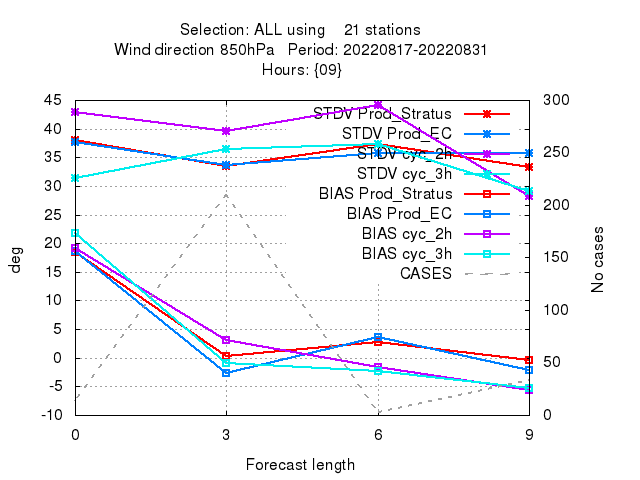 Selection: ALL using 21 stations
Wind direction 850hPa Period: 20220817-20220831
Hours: {09}
45
40
35
30
25
20
15
10
5
0
-5
-10
deg
STDV Prod_Stratus
STDV Prod_EC
STDV cyc_2h
STDV cyc_3h
BIAS Prod_Stratus
BIAS Prod_EC
BIAS cyc_2h
BIAS cyc_3h
CASES
300
250
200
150
100
50
0
No cases
0 3 6 9
Forecast length